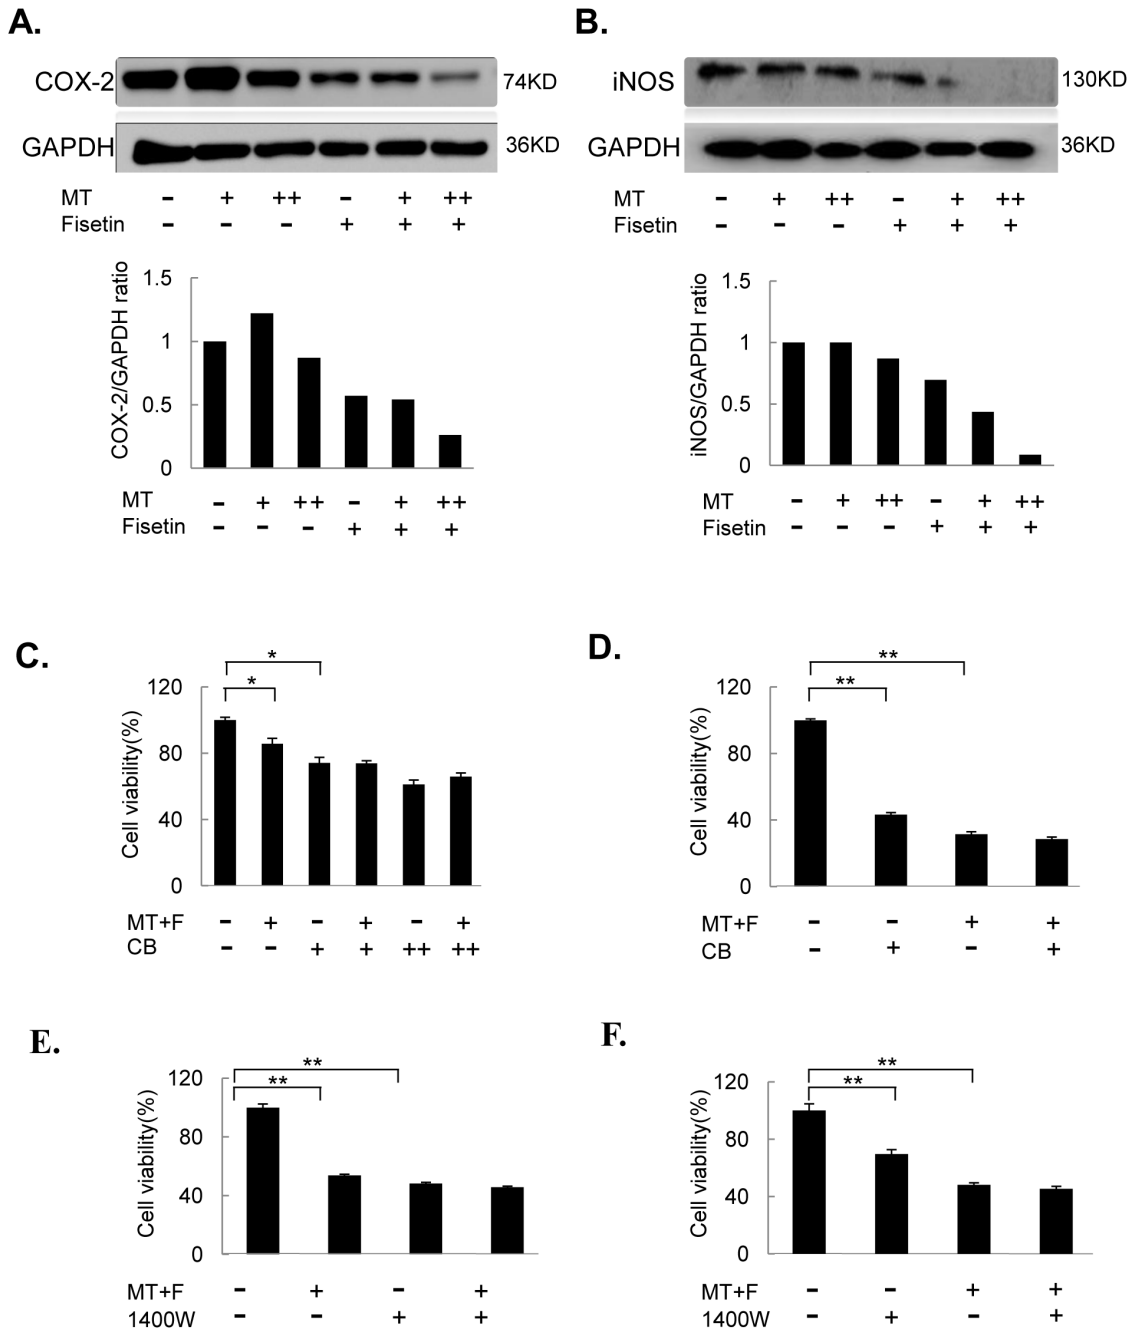 A.
COX-2 74KD
GAPDH 36KD
MT – + ++ – + ++
Fisetin – – – + + +
COX-2/GAPDH ratio
1.5
1
0.5
0
MT – + ++ – + ++
Fisetin – – – + + +
B.
iNOS 130KD
GAPDH 36KD
MT – + ++ – + ++
Fisetin – – – + + +
iNOS/GAPDH ratio
1.5
1
0.5
0
MT – + ++ – + ++
Fisetin – – – + + +
C.
*
*
Cell viability(%)
120
80
40
0
MT+F – + – + – +
CB – – + + ++ ++
D.
**
**
Cell viability(%)
120
80
40
0
MT+F – – + +
CB – + – +
E.
**
**
Cell viability(%)
120
80
40
0
MT+F – + – +
1400W – – + +
F.
**
**
Cell viability(%)
120
80
40
0
MT+F – – + +
1400W – + – +